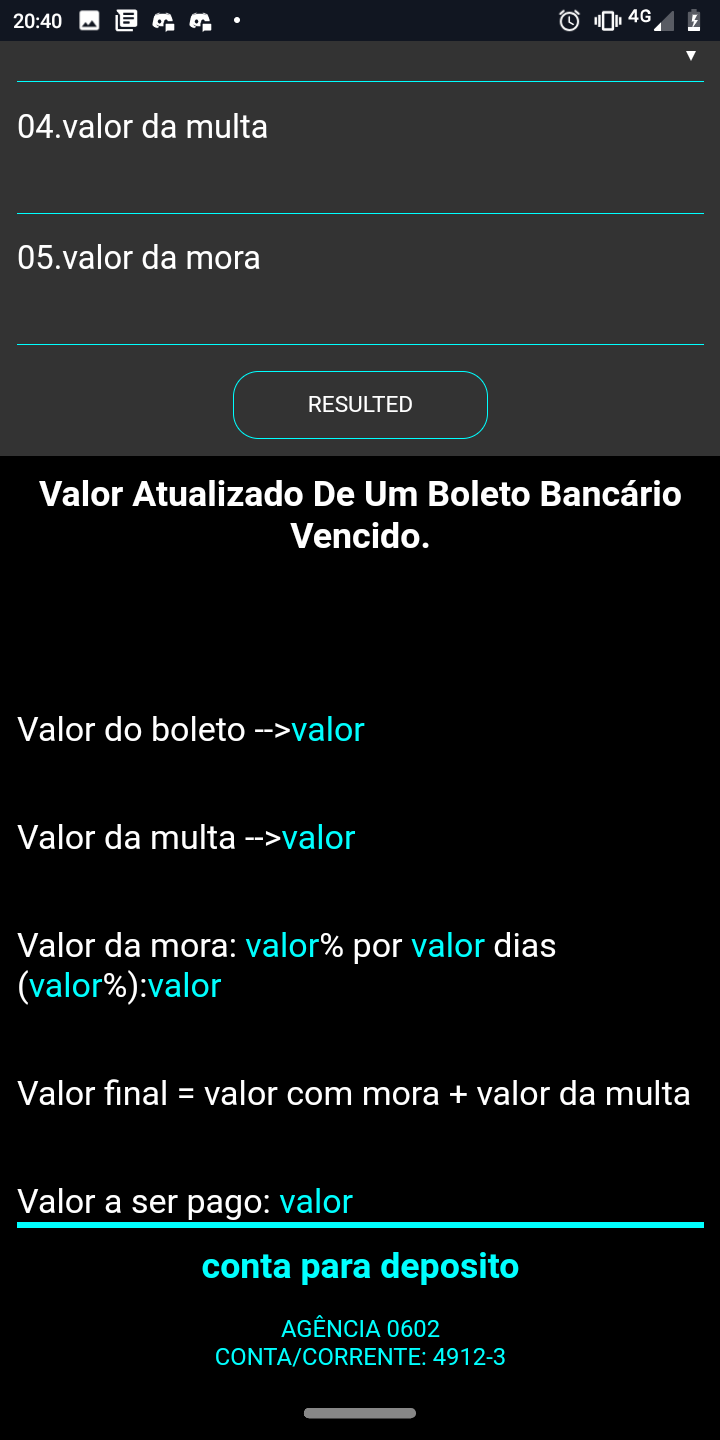 20:40
4G
04.valor da multa
05.valor da mora
RESULTED
Valor Atualizado De Um Boleto Bancário
Vencido.
Valor do boleto -->valor
Valor da multa -->valor
Valor da mora: valor% por valor dias
(valor%):valor
Valor final = valor com mora + valor da multa
Valor a ser pago: valor
conta para deposito
AGÊNCIA 0602
CONTA/CORRENTE: 4912-3